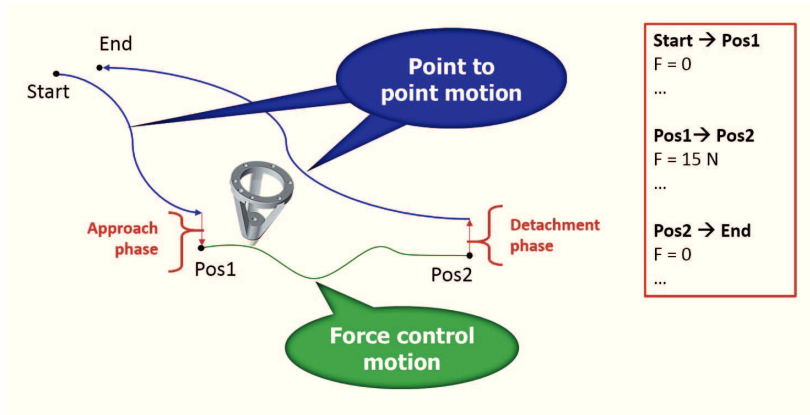 End
Start
Point to
point motion
Approach
phase
Pos1
Detachment
phase
Pos2
Force control
motion
Start → Pos1
F = 0
...
Pos1→ Pos2
F = 15 N
...
Pos2 → End
F = 0
...